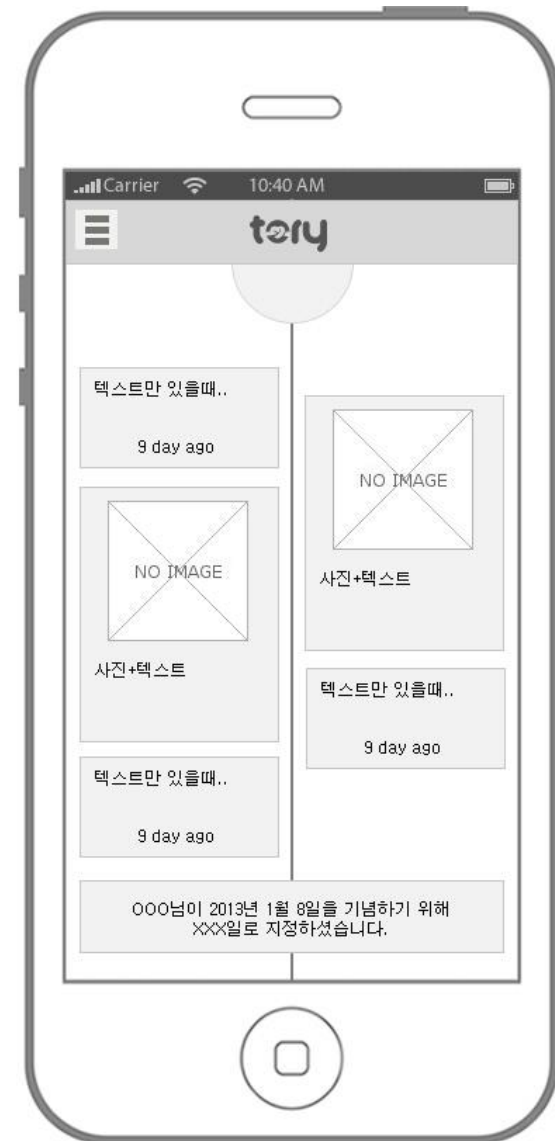 Carrier 10:40 AM
tory
텍스트만 있을때..
9 day ago
NO IMAGE
사진+텍스트
텍스트만 있을때..
9 day ago
NO IMAGE
사진+텍스트
텍스트만 있을때..
9 day ago
OOO님이 2013년 1월 8일을 기념하기 위해
XXX일로 지정하셨습니다.